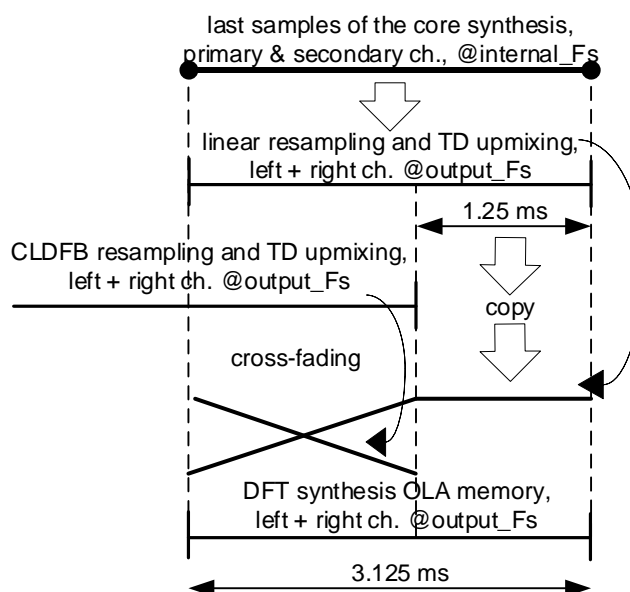 last samples of the core synthesis,
primary & secondary ch., @internal_Fs
linear resampling and TD upmixing,
left + right ch. @output_Fs
1.25 ms
CLDFB resampling and TD upmixing,
left + right ch. @output_Fs
copy
cross-fading
DFT synthesis OLA memory,
left + right ch. @output_Fs
3.125 ms